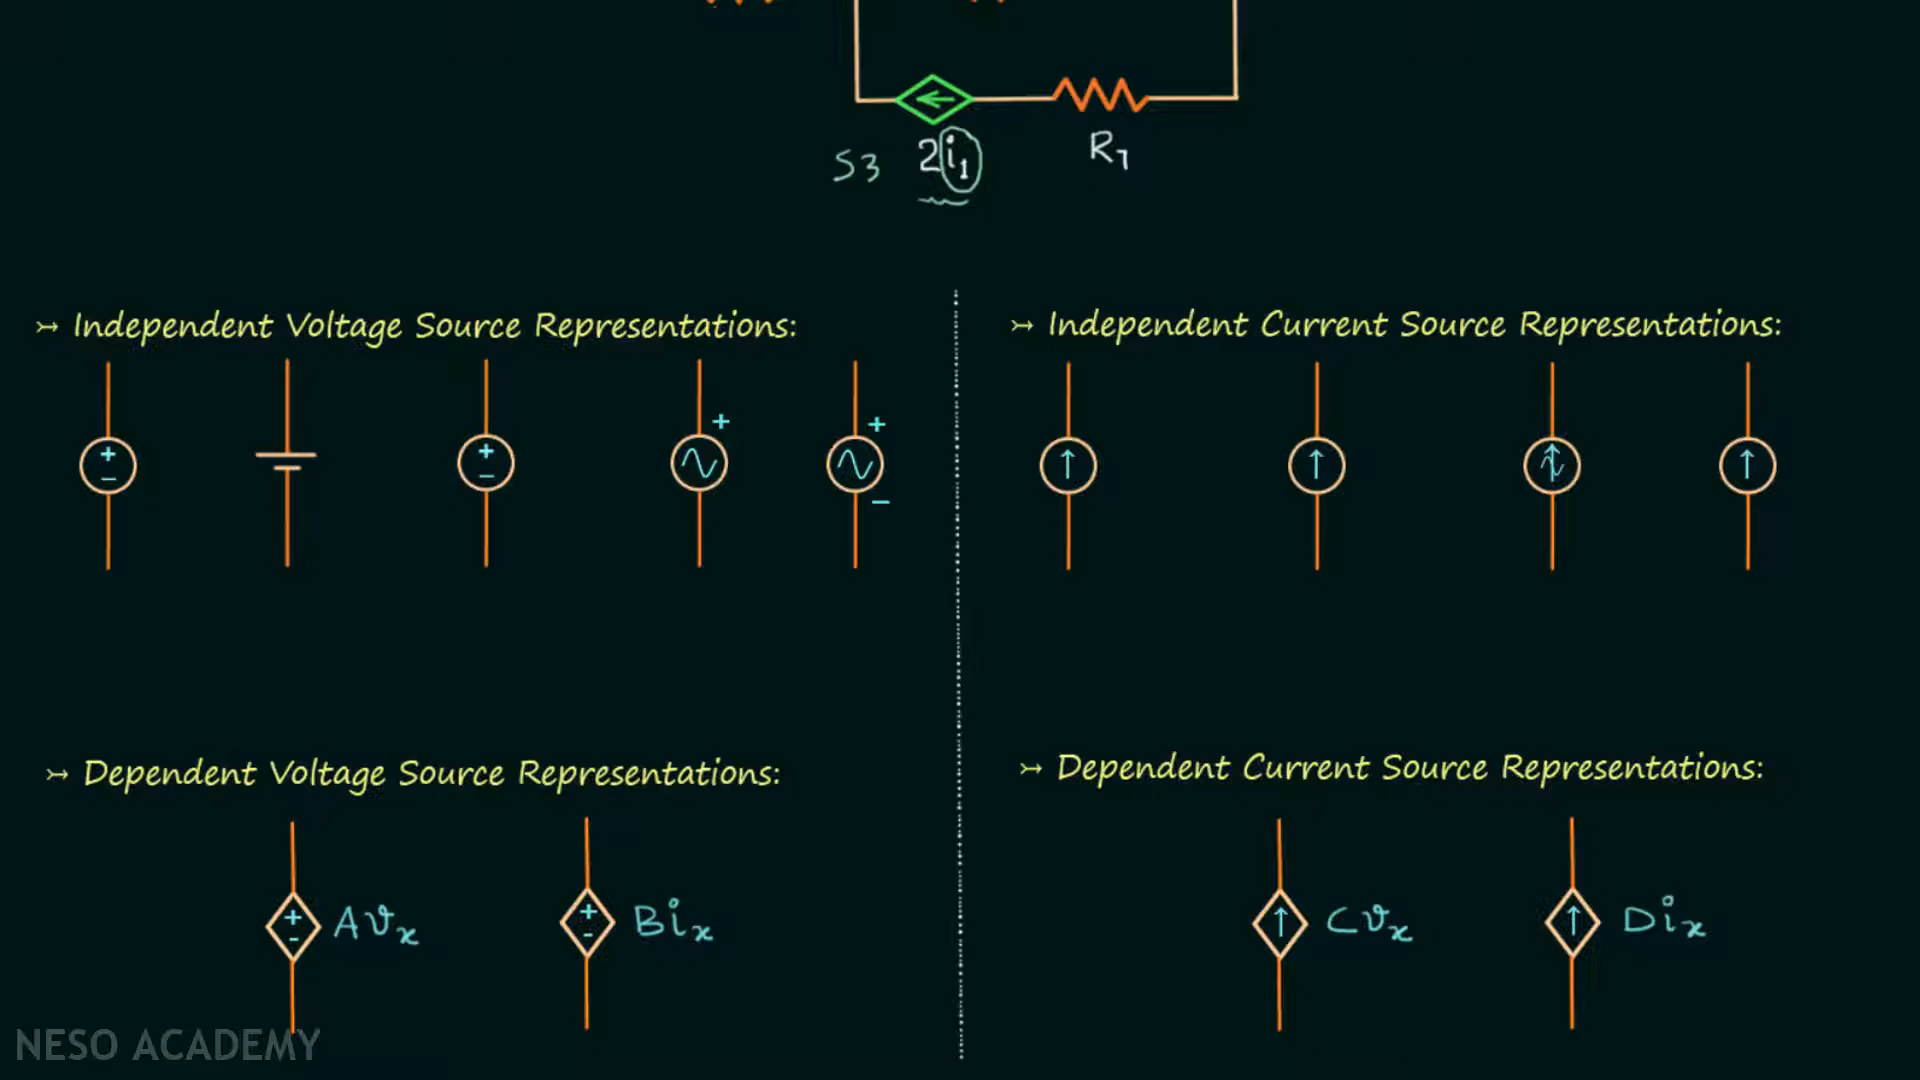 S3 2i₁ R₇
↣ Independent Voltage Source Representations:
↣ Independent Current Source Representations:
+
−
+
−
+
+
−
↣ Dependent Voltage Source Representations:
+
- Avₓ
+
- Biₓ
↣ Dependent Current Source Representations:
Cvₓ
Diₓ
NESO ACADEMY